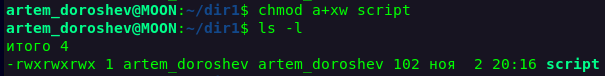 artem_doroshev@MOON:~/dir1$ chmod a+xw script
artem_doroshev@MOON:~/dir1$ ls -l
итого 4
-rwxrwxrwx 1 artem_doroshev artem_doroshev 102 ноя  2 20:16 script